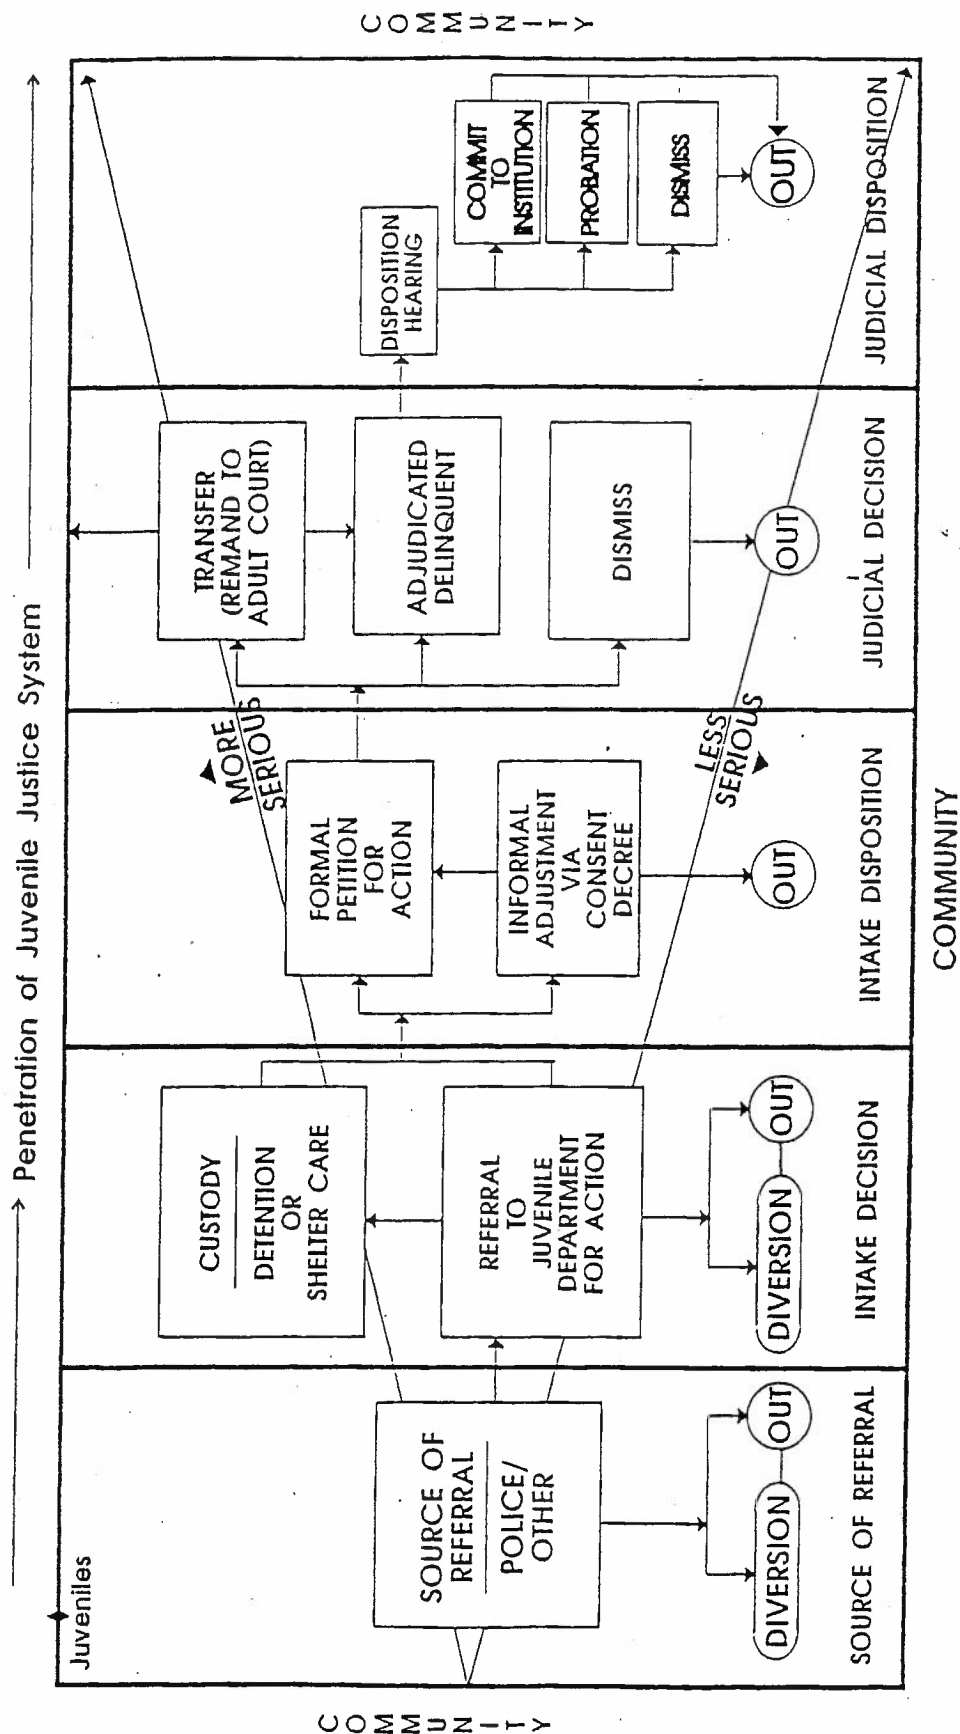 Penetration of Juvenile Justice System
Juveniles
COMMUNITY
SOURCE OF
REFERRAL
POLICE/
OTHER
DIVERSION
OUT
SOURCE OF REFERRAL
CUSTODY
DETENTION
OR
SHELTER CARE
REFERRAL
TO
JUVENILE
DEPARTMENT
FOR ACTION
DIVERSION
OUT
INTAKE DECISION
MORE
SERIOUS
FORMAL
PETITION
FOR
ACTION
INFORMAL
ADJUSTMENT
VIA
CONSENT
DECREE
LESS
SERIOUS
OUT
INTAKE DISPOSITION
TRANSFER
(REMAND TO
ADULT COURT)
ADJUDICATED
DELINQUENT
DISMISS
OUT
JUDICIAL DECISION
DISPOSITION
HEARING
COMMIT
TO
INSTITUTION
PROBATION
DISMISS
OUT
JUDICIAL DISPOSITION
COMMUNITY
COMMUNITY